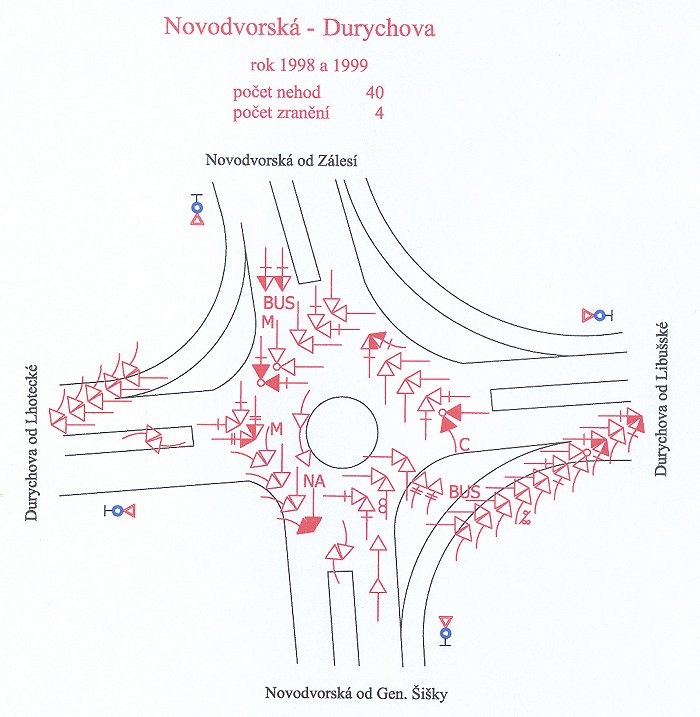 Novodvorská - Durychova
rok 1998 a 1999
počet nehod 40
počet zranění 4
Novodvorská od Zálesí
BUS
M
Durychova od Lhotecké
Durychova od Libušské
M
C
NA
BUS
8
‰
Novodvorská od Gen. Šišky